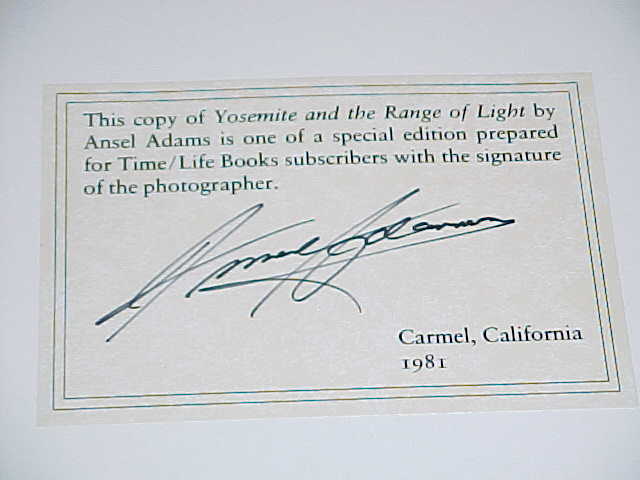 This copy of Yosemite and the Range of Light by
Ansel Adams is one of a special edition prepared
for Time/Life Books subscribers with the signature
of the photographer.
Ansel Adams
Carmel, California
1981